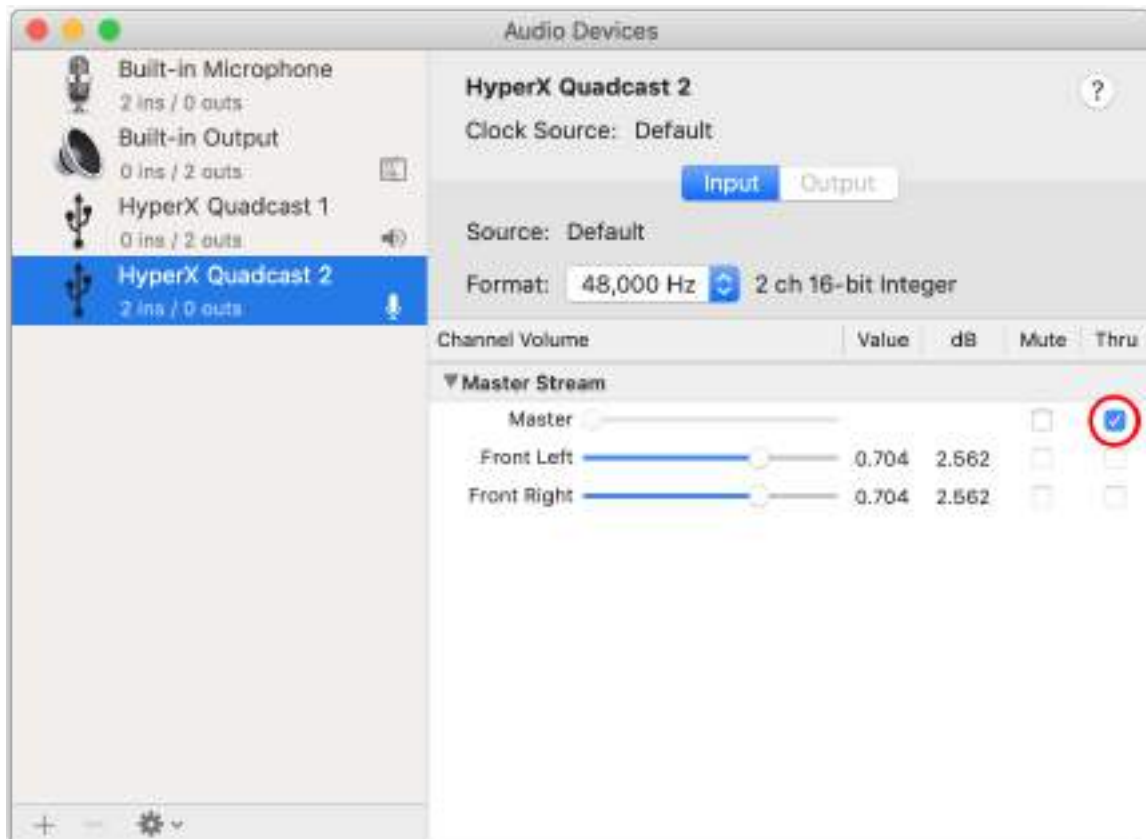 Audio Devices
Built-in Microphone
2 ins / 0 outs
Built-in Output
0 ins / 2 outs
HyperX Quadcast 1
0 ins / 2 outs
HyperX Quadcast 2
2 ins / 0 outs
HyperX Quadcast 2
?
Clock Source: Default
Input Output
Source: Default
Format: 48,000 Hz 2 ch 16-bit Integer
Channel Volume Value dB Mute Thru
Master Stream
Master
Front Left 0.704 2.562
Front Right 0.704 2.562